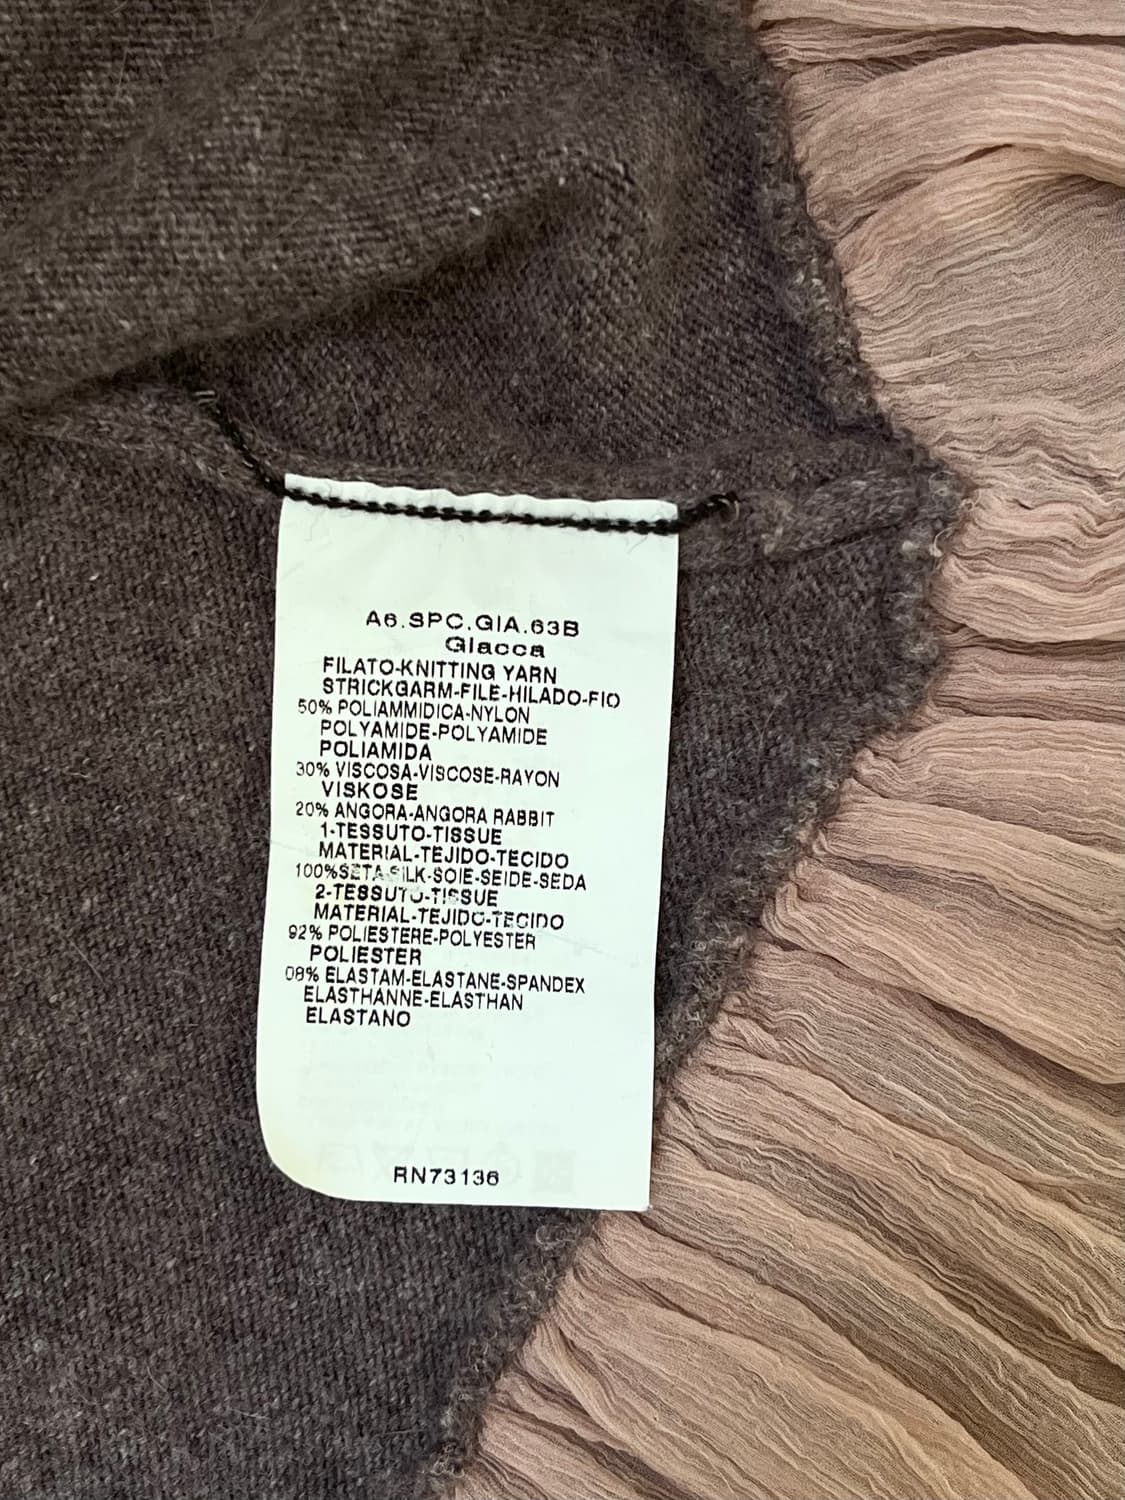 A6.SPC.GIA.63B
Giacca
FILATO-KNITTING YARN
STRICKGARM-FILE-HILADO-FIO
50% POLIAMMIDICA-NYLON
POLYAMIDE-POLYAMIDE
POLIAMIDA
30% VISCOSA-VISCOSE-RAYON
VISKOSE
20% ANGORA-ANGORA RABBIT
1-TESSUTO-TISSUE
MATERIAL-TEJIDO-TECIDO
100%SETA SILK-SOIE-SEIDE-SEDA
2-TESSUTO-TISSUE
MATERIAL-TEJIDO-TECIDO
92% POLIESTERE-POLYESTER
POLIESTER
08% ELASTAM-ELASTANE-SPANDEX
ELASTHANNE-ELASTHAN
ELASTANO
RN73136